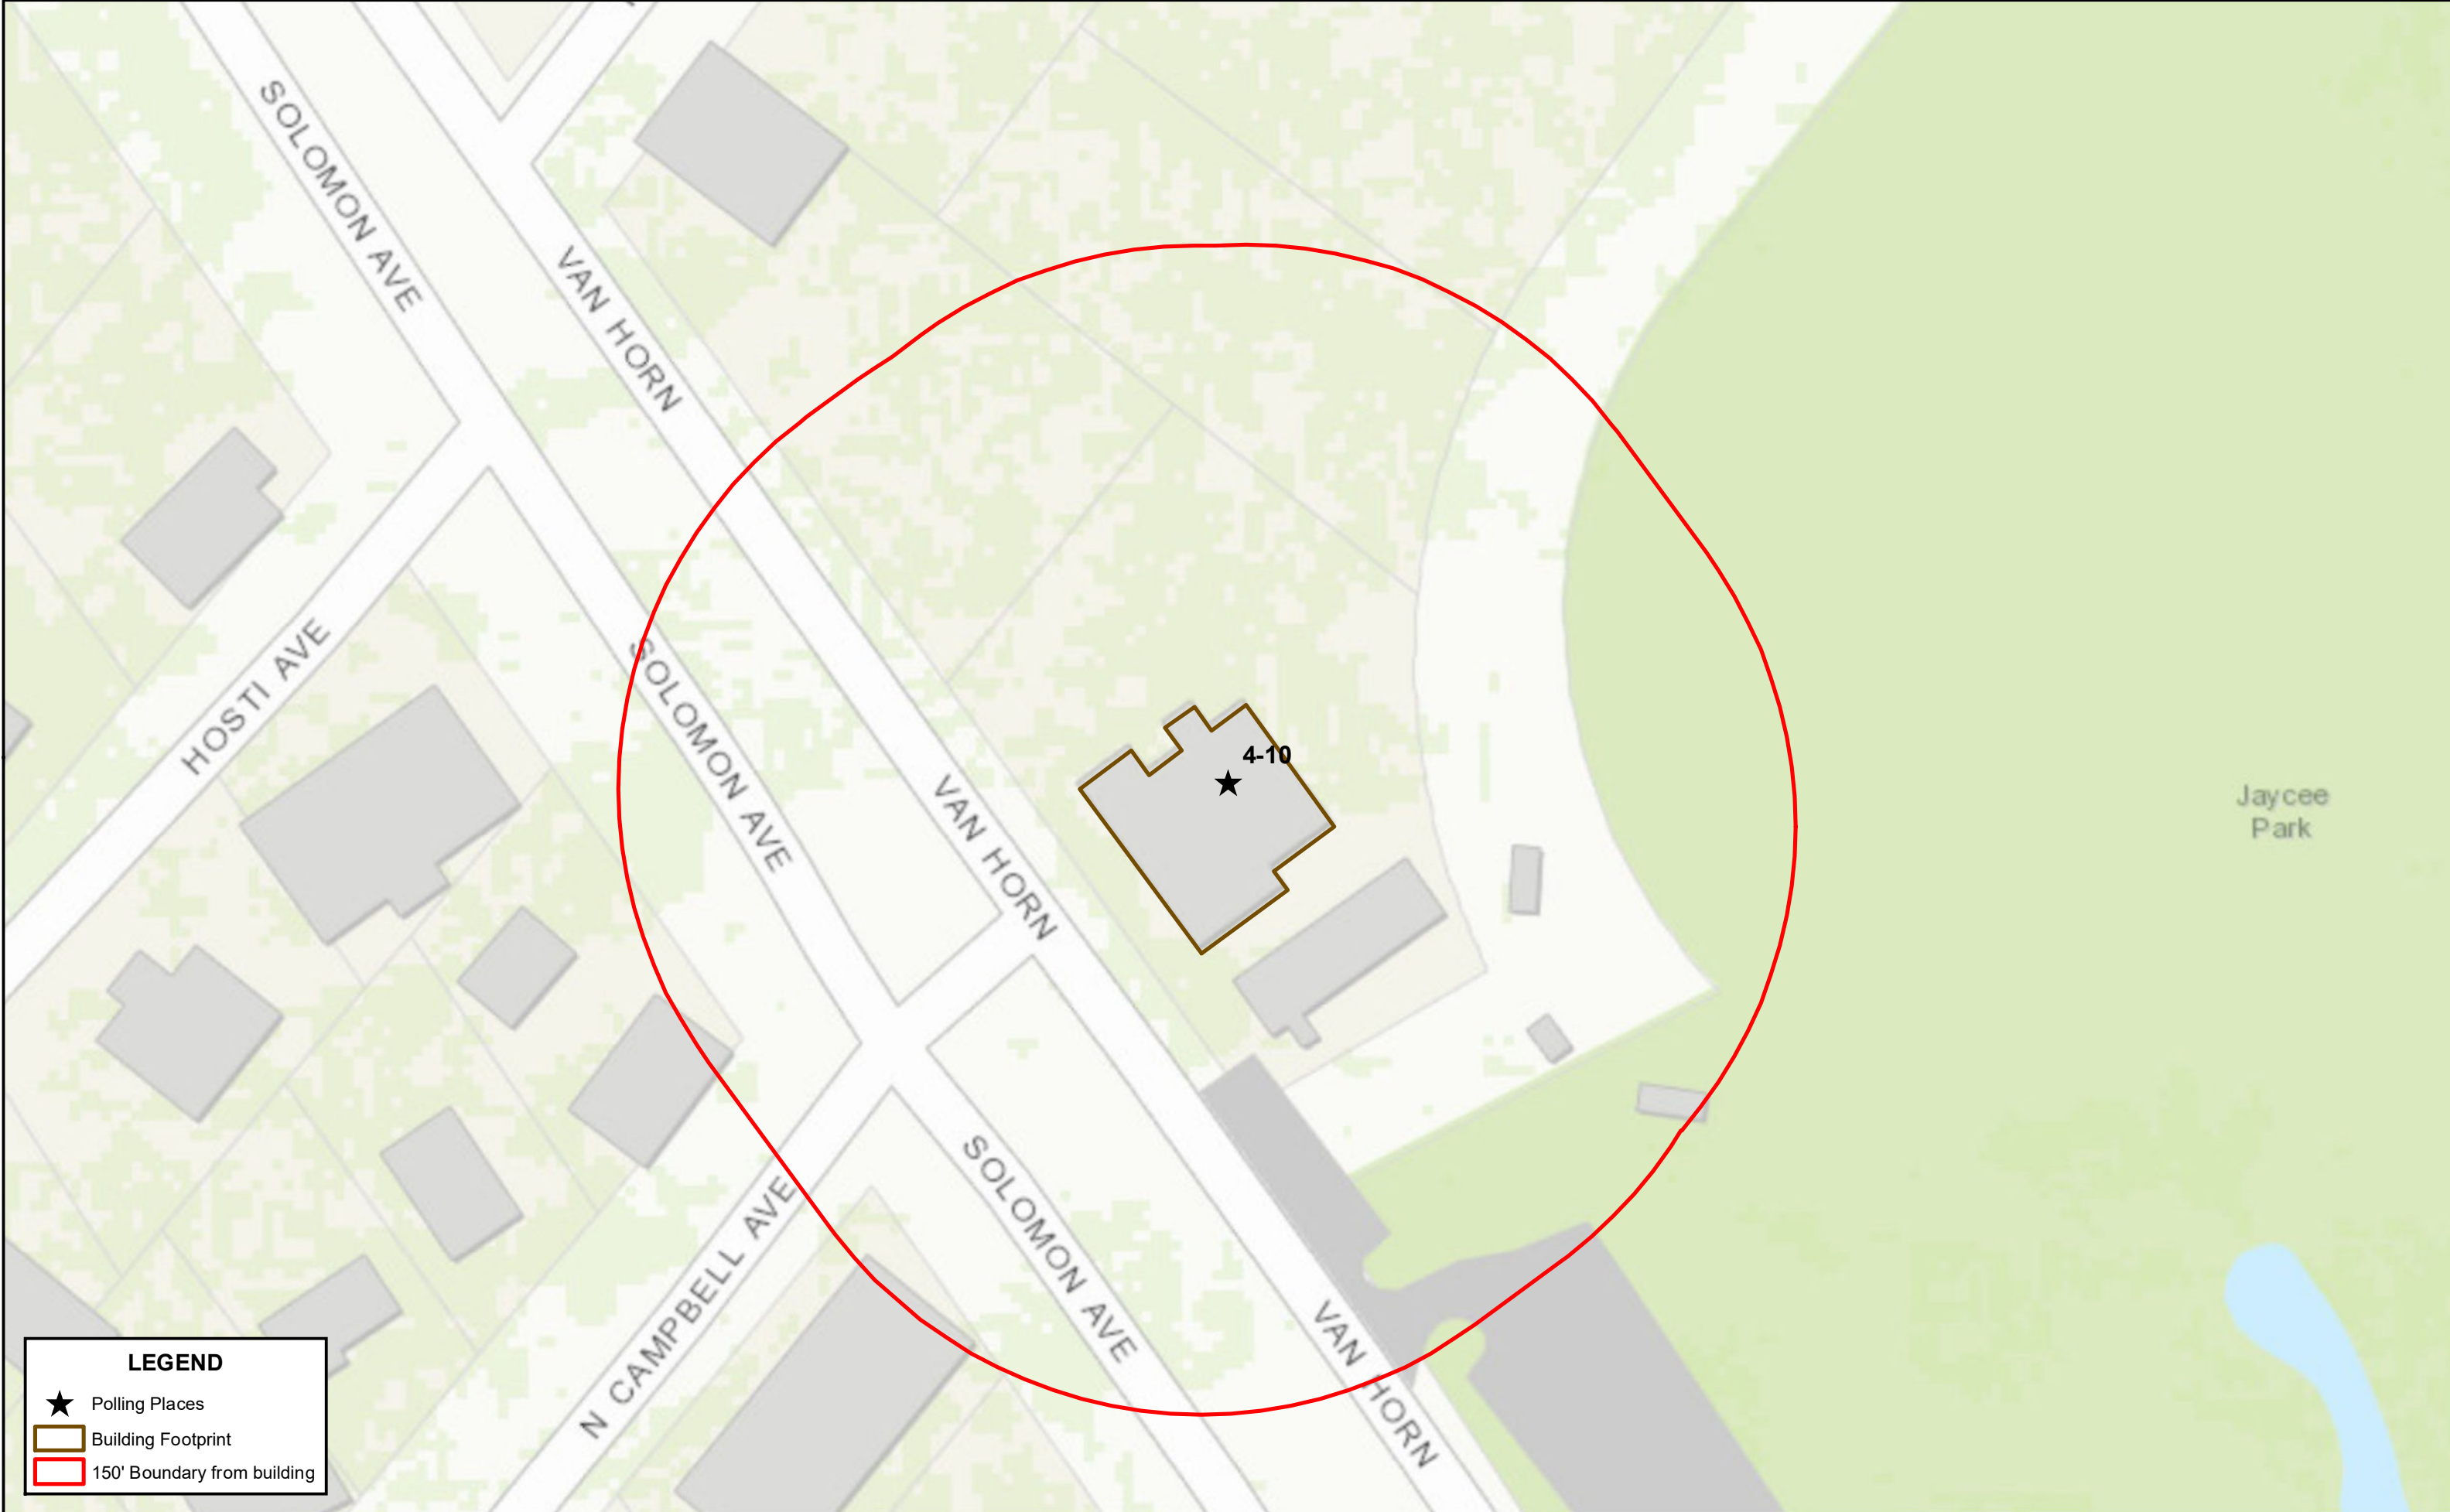 SOLOMON AVE
VAN HORN
HOSTI AVE
SOLOMON AVE
VAN HORN
4-10
Jaycee
Park
N CAMPBELL AVE
SOLOMON AVE
VAN HORN
LEGEND
Polling Places
Building Footprint
150' Boundary from building